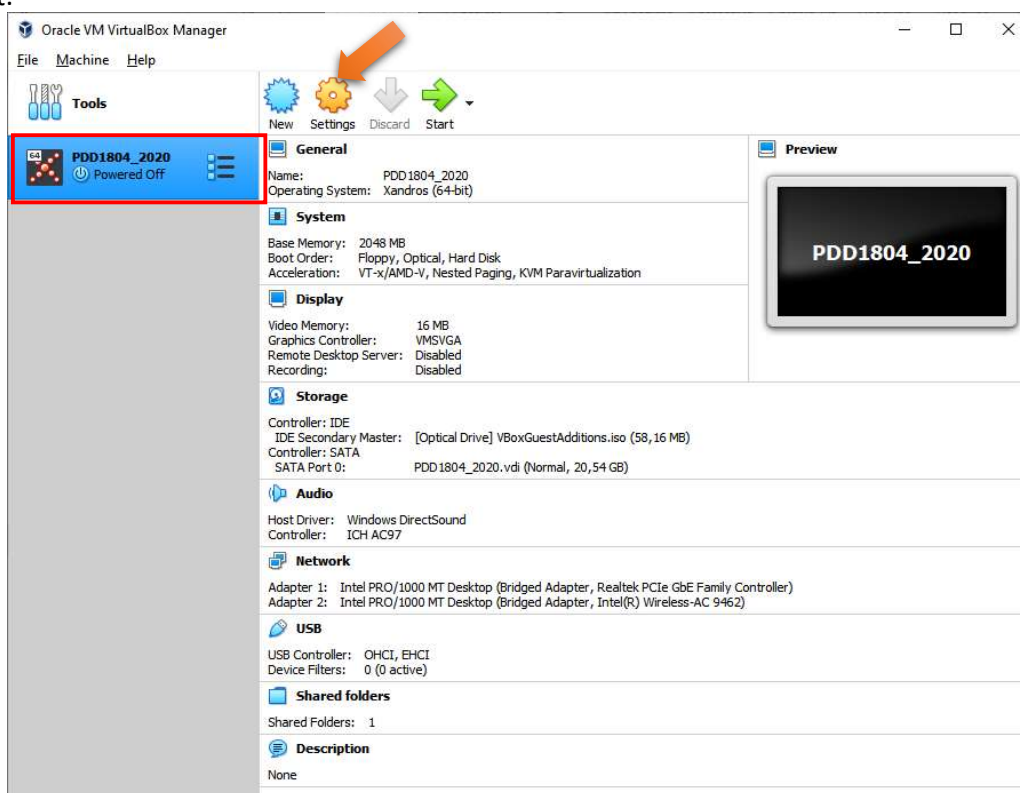 t.
Oracle VM VirtualBox Manager
File Machine Help
Tools
New Settings Discard Start
64
PDD1804_2020
Powered Off
General
Name: PDD1804_2020
Operating System: Xandros (64-bit)
Preview
PDD1804_2020
System
Base Memory: 2048 MB
Boot Order: Floppy, Optical, Hard Disk
Acceleration: VT-x/AMD-V, Nested Paging, KVM Paravirtualization
Display
Video Memory: 16 MB
Graphics Controller: VMSVGA
Remote Desktop Server: Disabled
Recording: Disabled
Storage
Controller: IDE
IDE Secondary Master: [Optical Drive] VBoxGuestAdditions.iso (58,16 MB)
Controller: SATA
SATA Port 0: PDD1804_2020.vdi (Normal, 20,54 GB)
Audio
Host Driver: Windows DirectSound
Controller: ICH AC97
Network
Adapter 1: Intel PRO/1000 MT Desktop (Bridged Adapter, Realtek PCIe GbE Family Controller)
Adapter 2: Intel PRO/1000 MT Desktop (Bridged Adapter, Intel(R) Wireless-AC 9462)
USB
USB Controller: OHCI, EHCI
Device Filters: 0 (0 active)
Shared folders
Shared Folders: 1
Description
None